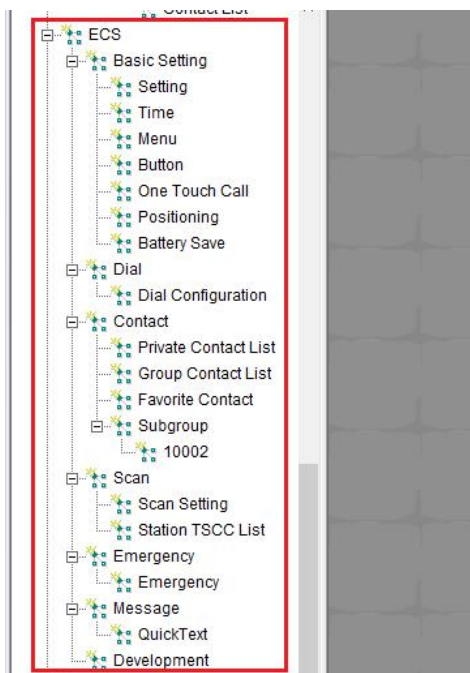 Contact List
ECS
Basic Setting
Setting
Time
Menu
Button
One Touch Call
Positioning
Battery Save
Dial
Dial Configuration
Contact
Private Contact List
Group Contact List
Favorite Contact
Subgroup
10002
Scan
Scan Setting
Station TSCC List
Emergency
Emergency
Message
QuickText
Development